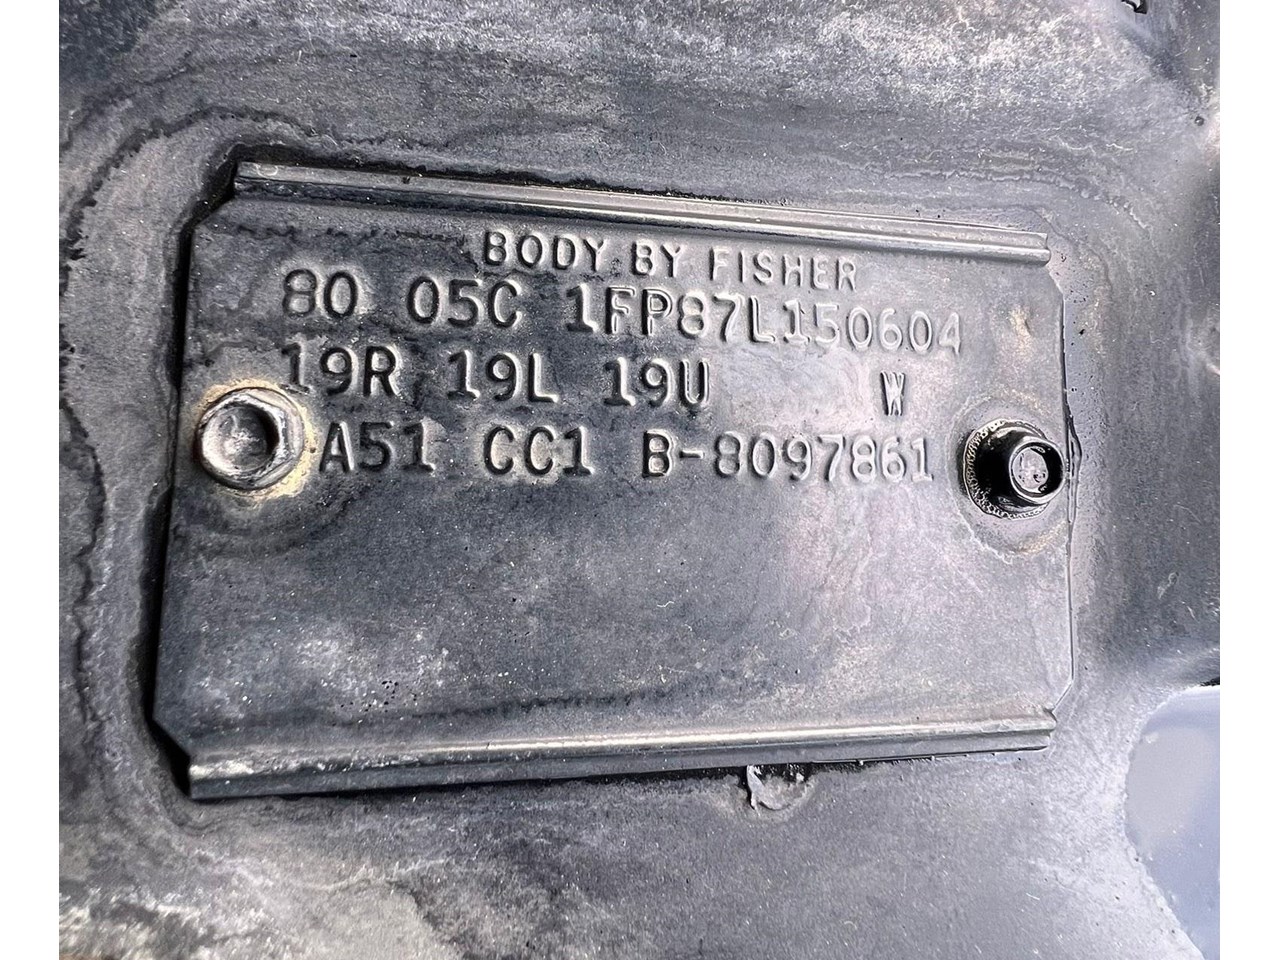 BODY BY FISHER
80 05C 1FP87L150604
19R 19L 19U W
A51 CC1 B-8097861